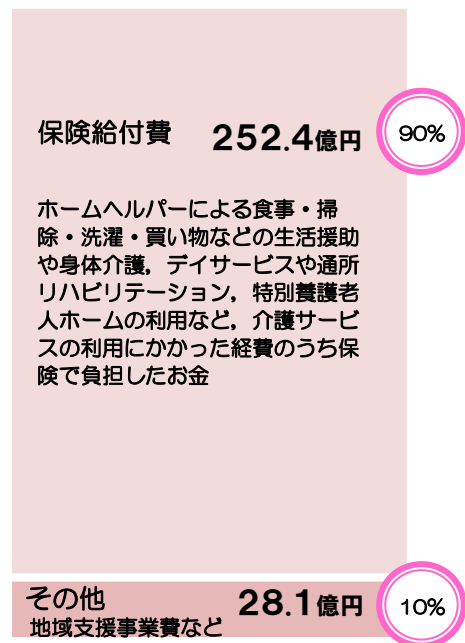 保険給付費 252.4億円 90%
ホームヘルパーによる食事・掃
除・洗濯・買い物などの生活援助
や身体介護，デイサービスや通所
リハビリテーション，特別養護老
人ホームの利用など，介護サービ
スの利用にかかった経費のうち保
険で負担したお金
その他 28.1億円 10%
地域支援事業費など